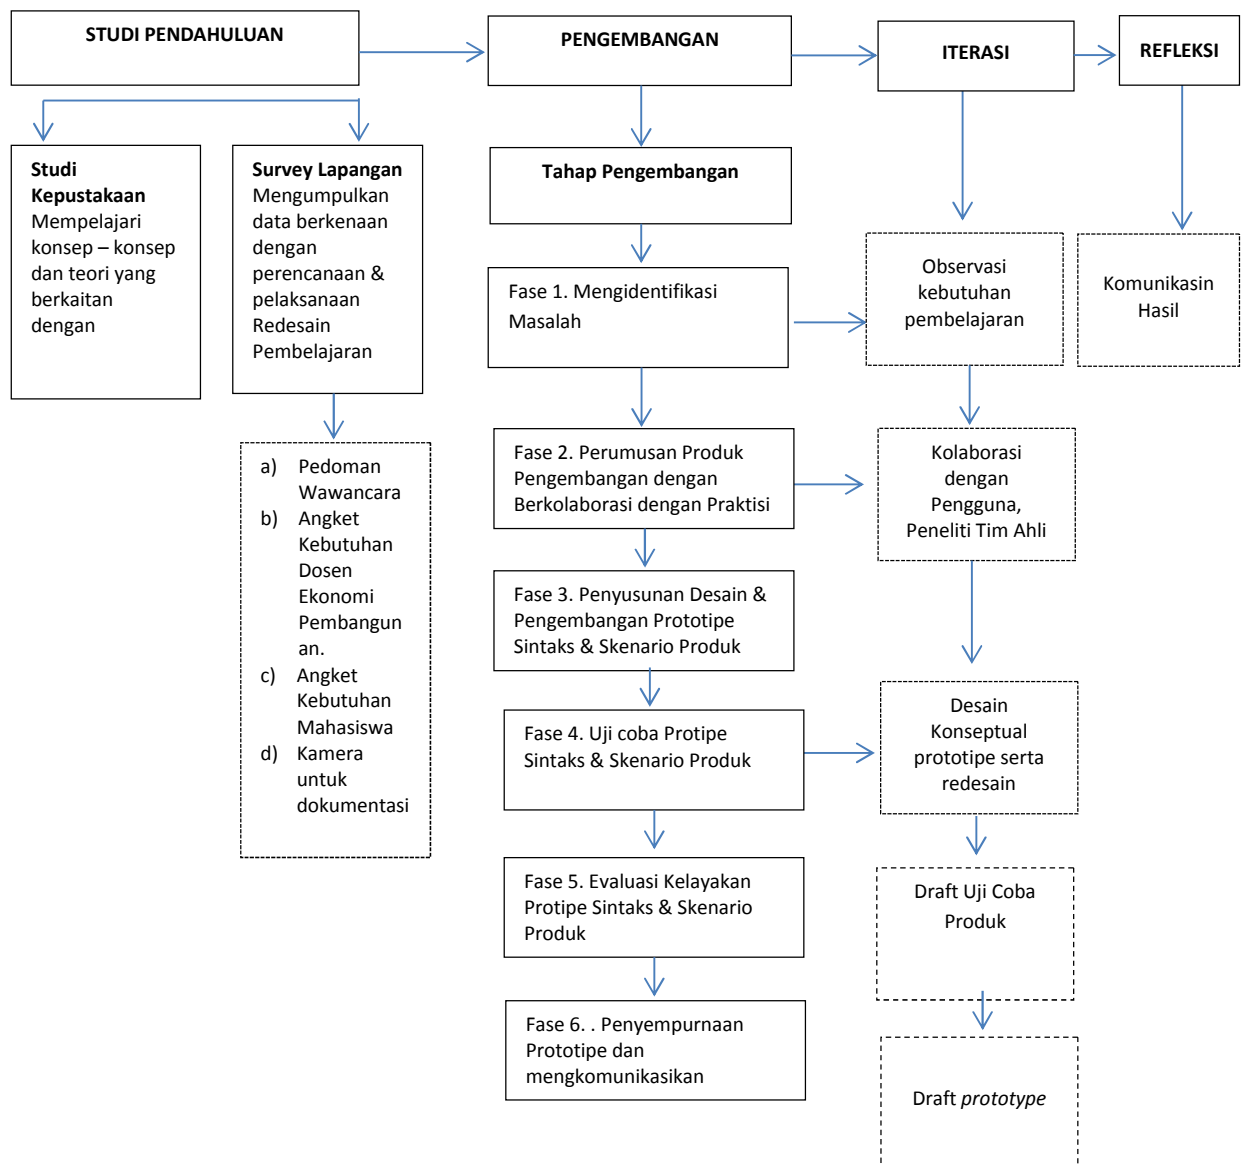 STUDI PENDAHULUAN
PENGEMBANGAN
ITERASI
REFLEKSI
Studi
Kepustakaan
Mempelajari
konsep – konsep
dan teori yang
berkaitan
dengan
Survey Lapangan
Mengumpulkan
data berkenaan
dengan
perencanaan &
pelaksanaan
Redesain
Pembelajaran
a) Pedoman
Wawancara
b) Angket
Kebutuhan
Dosen
Ekonomi
Pembangun
an.
c) Angket
Kebutuhan
Mahasiswa
d) Kamera
untuk
dokumentasi
Tahap Pengembangan
Fase 1. Mengidentifikasi
Masalah
Fase 2. Perumusan Produk
Pengembangan dengan
Berkolaborasi dengan Praktisi
Fase 3. Penyusunan Desain &
Pengembangan Prototipe
Sintaks & Skenario Produk
Fase 4. Uji coba Protipe
Sintaks & Skenario Produk
Fase 5. Evaluasi Kelayakan
Protipe Sintaks & Skenario
Produk
Fase 6. . Penyempurnaan
Prototipe dan
mengkomunikasikan
Observasi
kebutuhan
pembelajaran
Kolaborasi
dengan
Pengguna,
Peneliti Tim Ahli
Desain
Konseptual
prototipe serta
redesain
Draft Uji Coba
Produk
Draft prototype
Komunikasin
Hasil